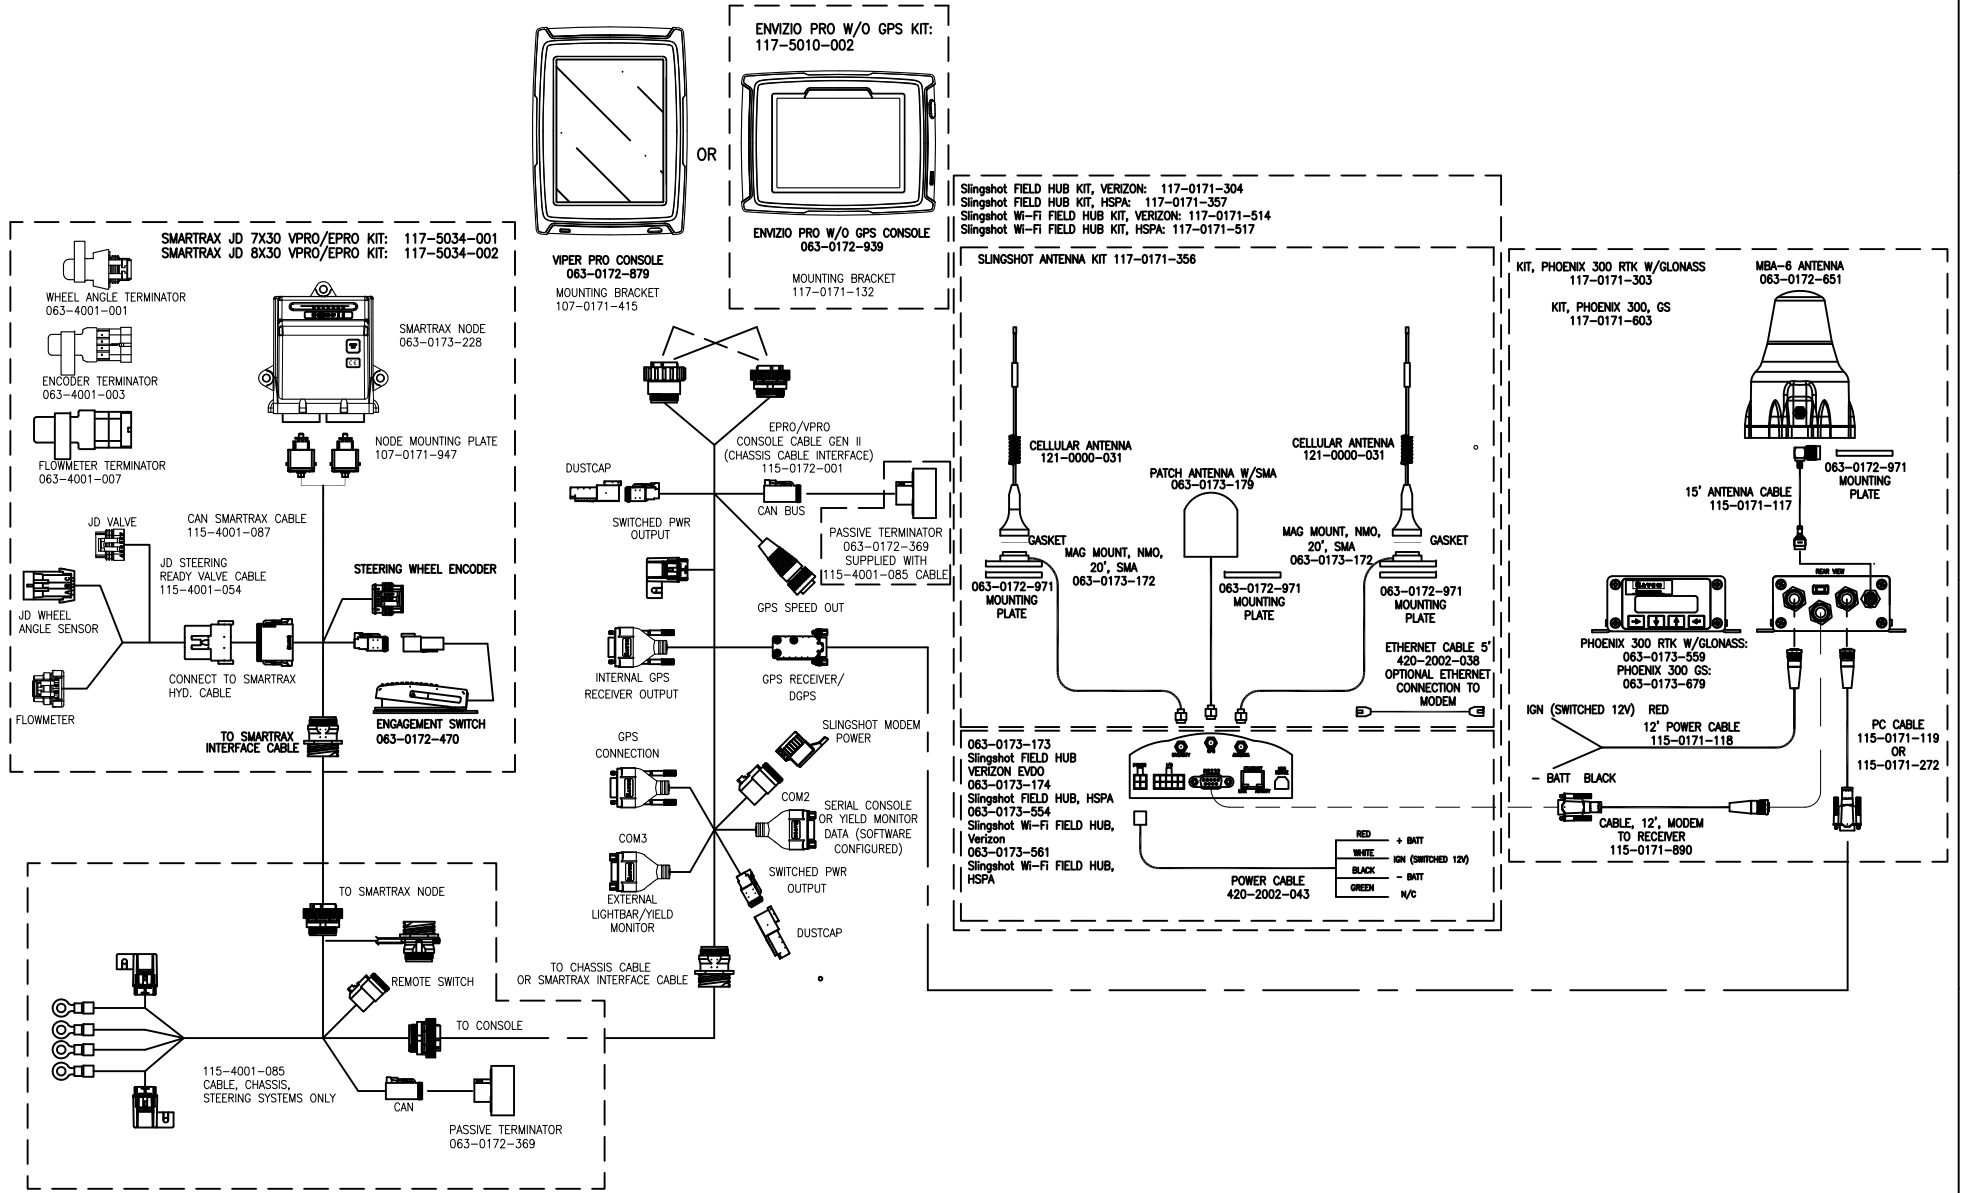 ENVIZIO PRO W/O GPS KIT:
117-5010-002
OR
VIPER PRO CONSOLE
063-0172-879
MOUNTING BRACKET
107-0171-415
ENVIZIO PRO W/O GPS CONSOLE
063-0172-939
MOUNTING BRACKET
117-0171-132
SMARTRAX JD 7X30 VPRO/EPRO KIT: 117-5034-001
SMARTRAX JD 8X30 VPRO/EPRO KIT: 117-5034-002
WHEEL ANGLE TERMINATOR
063-4001-001
ENCODER TERMINATOR
063-4001-003
FLOWMETER TERMINATOR
063-4001-007
SMARTRAX NODE
063-0173-228
NODE MOUNTING PLATE
107-0171-947
CAN SMARTRAX CABLE
115-4001-087
JD VALVE
JD STEERING
READY VALVE CABLE
115-4001-054
STEERING WHEEL ENCODER
JD WHEEL
ANGLE SENSOR
CONNECT TO SMARTRAX
HYD. CABLE
FLOWMETER
TO SMARTRAX
INTERFACE CABLE
ENGAGEMENT SWITCH
063-0172-470
EPRO/VPRO
CONSOLE CABLE GEN II
(CHASSIS CABLE INTERFACE)
115-0172-001
DUSTCAP
SWITCHED PWR
OUTPUT
CAN BUS
PASSIVE TERMINATOR
063-0172-369
SUPPLIED WITH
115-4001-085 CABLE
GPS SPEED OUT
INTERNAL GPS
RECEIVER OUTPUT
GPS RECEIVER/
DGPS
SLINGSHOT MODEM
POWER
GPS
CONNECTION
COM2
SERIAL CONSOLE
OR YIELD MONITOR
DATA (SOFTWARE
CONFIGURED)
COM3
EXTERNAL
LIGHTBAR/YIELD
MONITOR
SWITCHED PWR
OUTPUT
DUSTCAP
TO CHASSIS CABLE
OR SMARTRAX INTERFACE CABLE
TO SMARTRAX NODE
REMOTE SWITCH
TO CONSOLE
115-4001-085
CABLE, CHASSIS,
STEERING SYSTEMS ONLY
CAN
PASSIVE TERMINATOR
063-0172-369
Slingshot FIELD HUB KIT, VERIZON: 117-0171-304
Slingshot FIELD HUB KIT, HSPA: 117-0171-357
Slingshot Wi-Fi FIELD HUB KIT, VERIZON: 117-0171-514
Slingshot Wi-Fi FIELD HUB KIT, HSPA: 117-0171-517
SLINGSHOT ANTENNA KIT 117-0171-356
CELLULAR ANTENNA
121-0000-031
PATCH ANTENNA W/SMA
063-0173-179
CELLULAR ANTENNA
121-0000-031
GASKET
MAG MOUNT, NMO,
20', SMA
063-0173-172
MAG MOUNT, NMO,
20', SMA
063-0173-172
GASKET
063-0172-971
MOUNTING
PLATE
063-0172-971
MOUNTING
PLATE
063-0172-971
MOUNTING
PLATE
ETHERNET CABLE 5'
420-2002-038
OPTIONAL ETHERNET
CONNECTION TO
MODEM
063-0173-173
Slingshot FIELD HUB
VERIZON EVDO
063-0173-174
Slingshot FIELD HUB, HSPA
063-0173-554
Slingshot Wi-Fi FIELD HUB,
Verizon
063-0173-561
Slingshot Wi-Fi FIELD HUB,
HSPA
RS232
POWER CABLE
420-2002-043
RED + BATT
WHITE IGN (SWITCHED 12V)
BLACK - BATT
GREEN N/C
KIT, PHOENIX 300 RTK W/GLONASS
117-0171-303
KIT, PHOENIX 300, GS
117-0171-603
MBA-6 ANTENNA
063-0172-651
063-0172-971
MOUNTING
PLATE
15' ANTENNA CABLE
115-0171-117
REAR VIEW
PHOENIX 300 RTK W/GLONASS:
063-0173-559
PHOENIX 300 GS:
063-0173-679
IGN (SWITCHED 12V) RED
12' POWER CABLE
115-0171-118
- BATT BLACK
PC CABLE
115-0171-119
OR
115-0171-272
CABLE, 12', MODEM
TO RECEIVER
115-0171-890